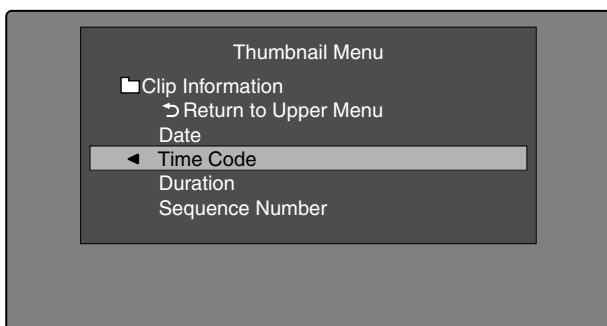 Thumbnail Menu
Clip Information
Return to Upper Menu
Date
Time Code
Duration
Sequence Number